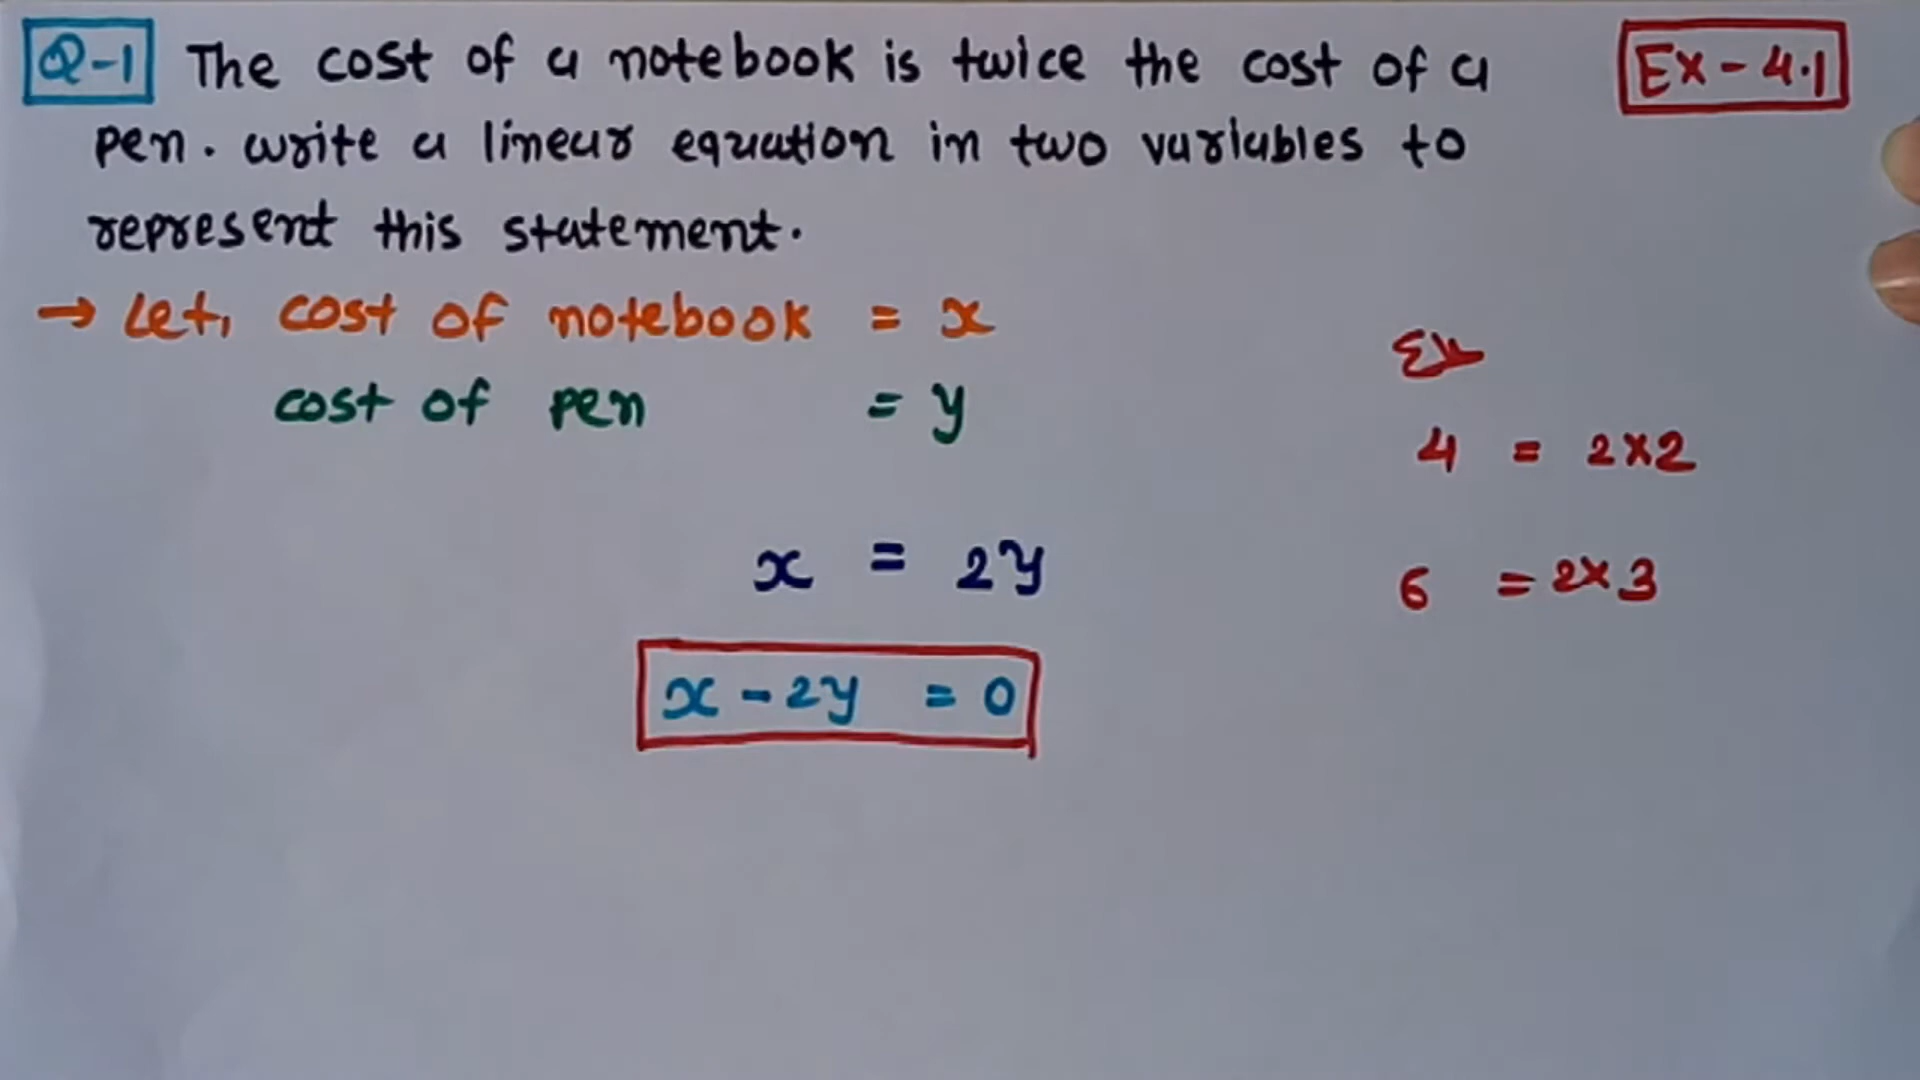 Q-1 The cost of a notebook is twice the cost of a
Ex - 4.1
pen. write a linear equation in two variables to
represent this statement.
→ Let, cost of notebook = x
cost of pen = y
Ex
4 = 2×2
x = 2y
6 = 2×3
x - 2y = 0